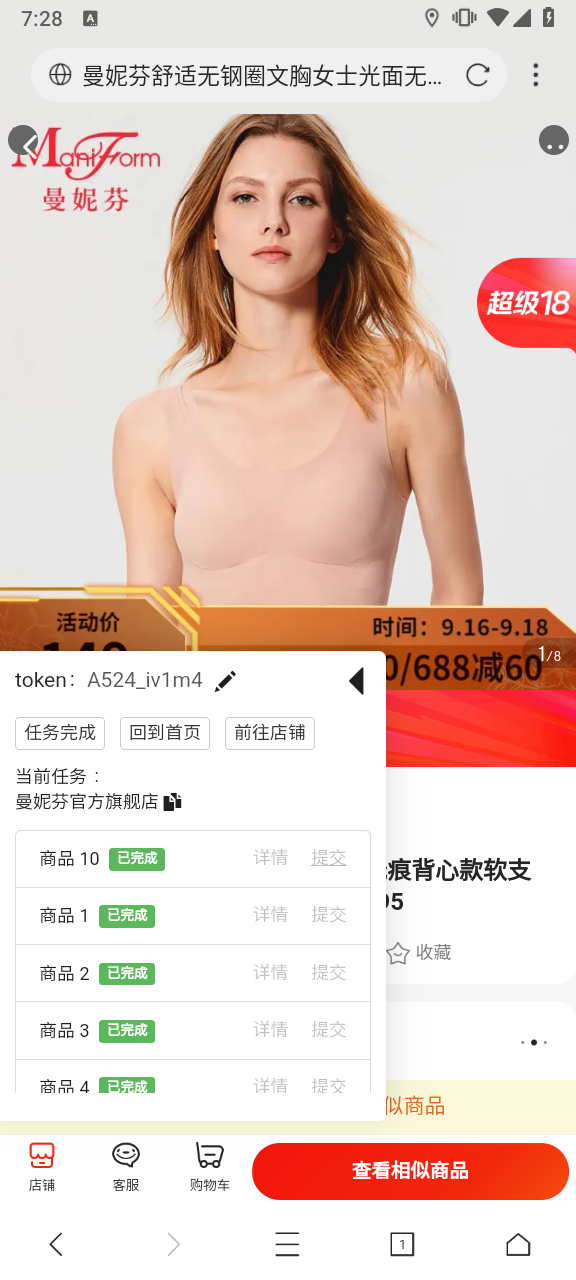 7:28
A
曼妮芬舒适无钢圈文胸女士光面无...
ManiForm
曼妮芬
超级18
活动价
时间：9.16-9.18
0/688减60
1/8
token： A524_iv1m4
任务完成 回到首页 前往店铺
当前任务 ：
曼妮芬官方旗舰店
商品 10 已完成 详情 提交
商品 1 已完成 详情 提交
商品 2 已完成 详情 提交
商品 3 已完成 详情 提交
商品 4 已完成 详情 提交
痕背心款软支
95
收藏
似商品
店铺 客服 购物车 查看相似商品
1